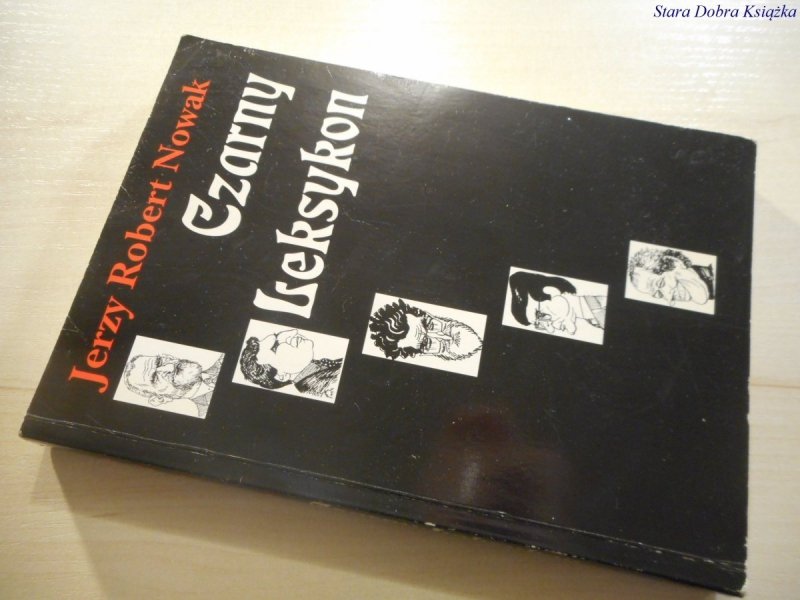 Stara Dobra Książka
Jerzy Robert Nowak
Czarny
Leksykon